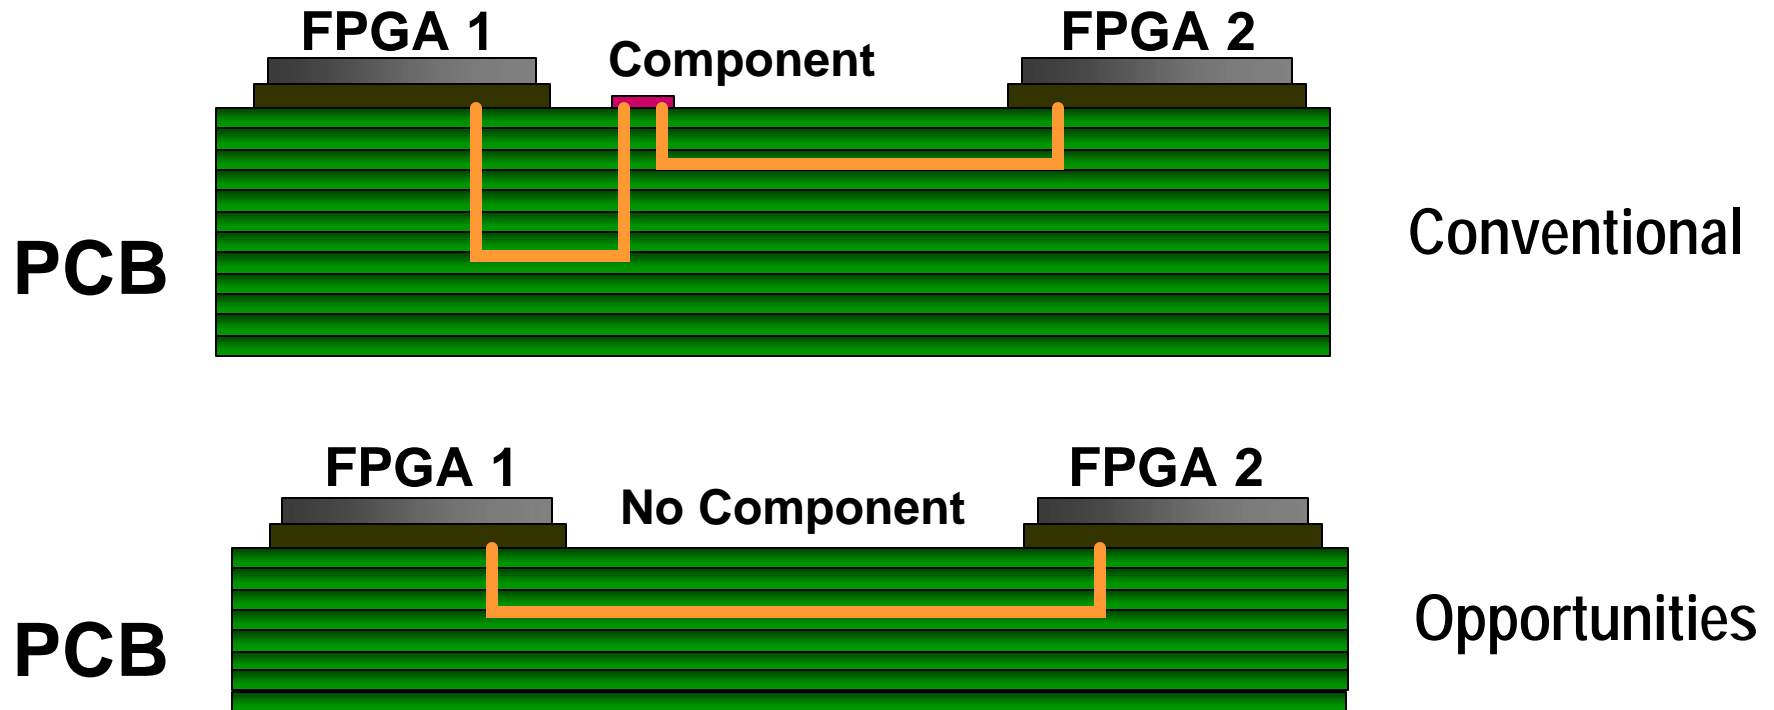 FPGA 1
Component
FPGA 2
PCB
Conventional
FPGA 1
No Component
FPGA 2
PCB
Opportunities